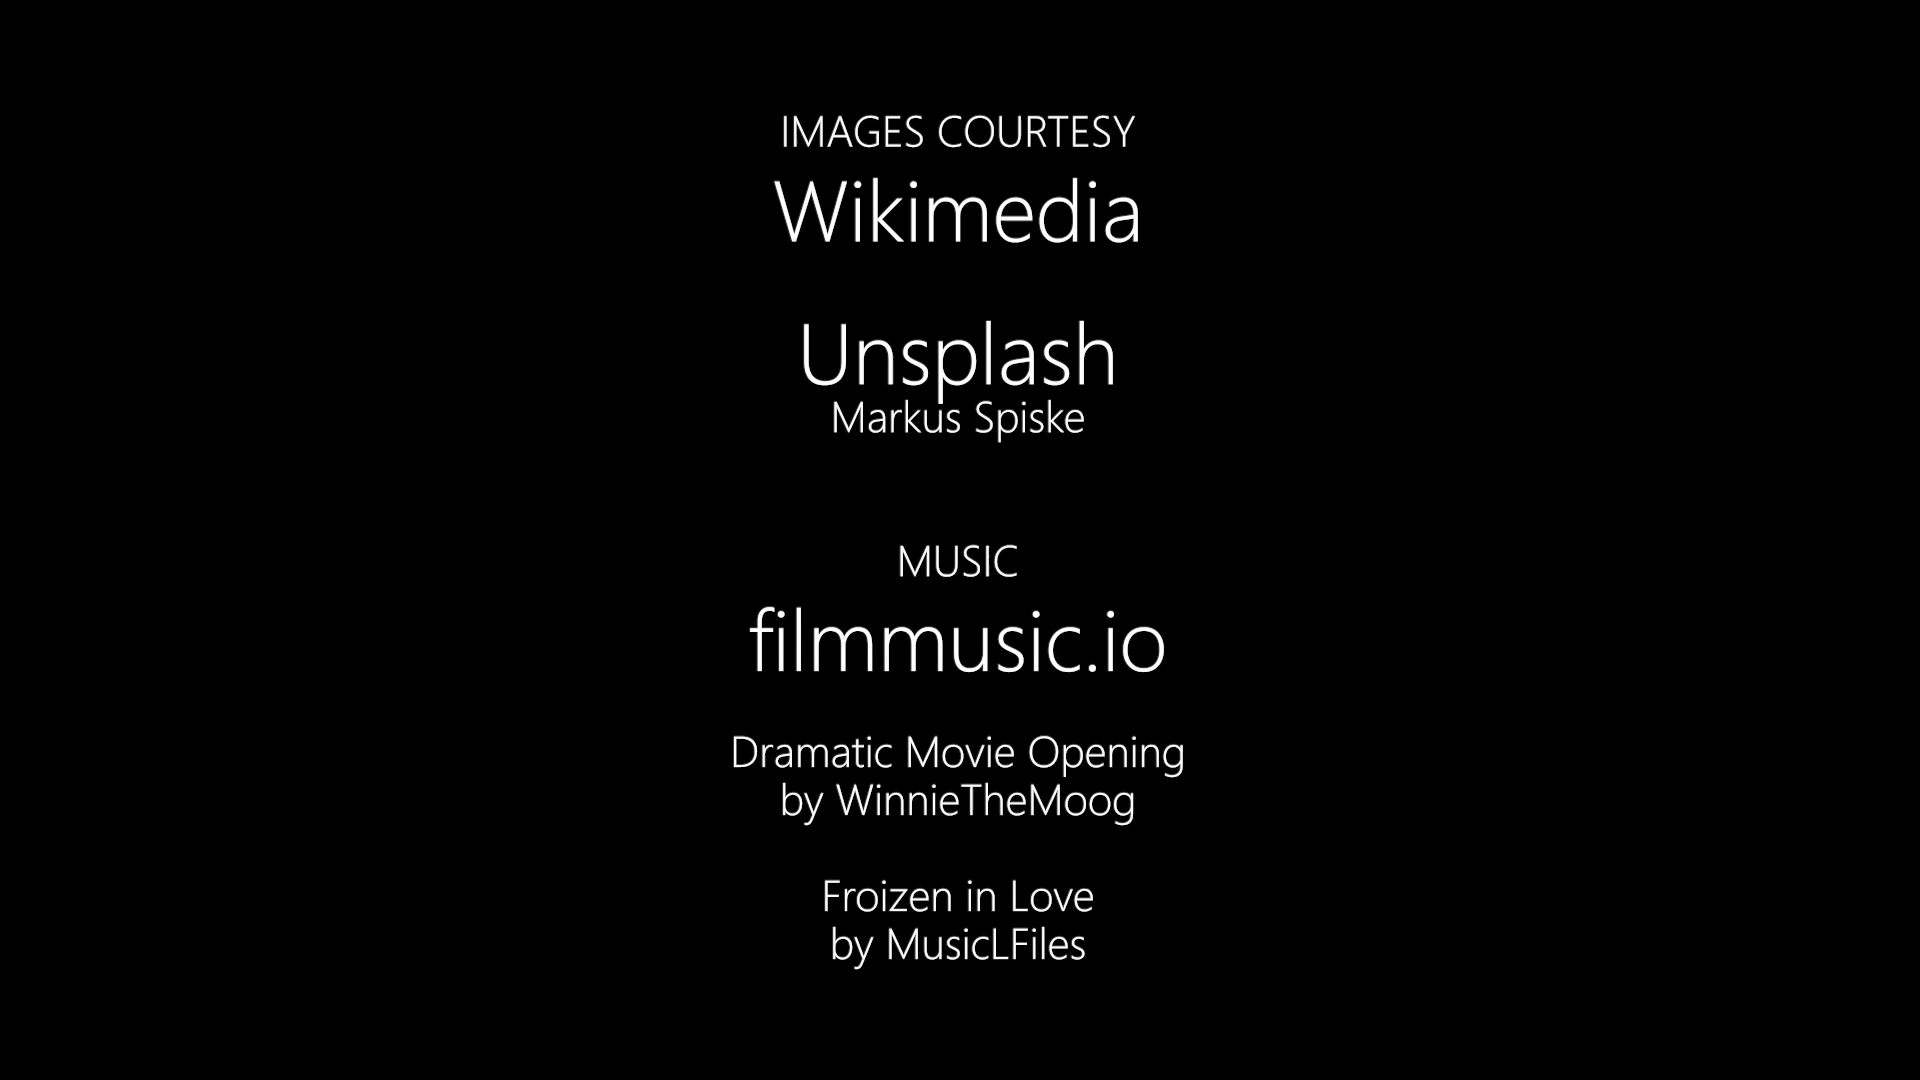 IMAGES COURTESY
Wikimedia
Unsplash
Markus Spiske
MUSIC
filmmusic.io
Dramatic Movie Opening
by WinnieTheMoog
Froizen in Love
by MusicLFiles